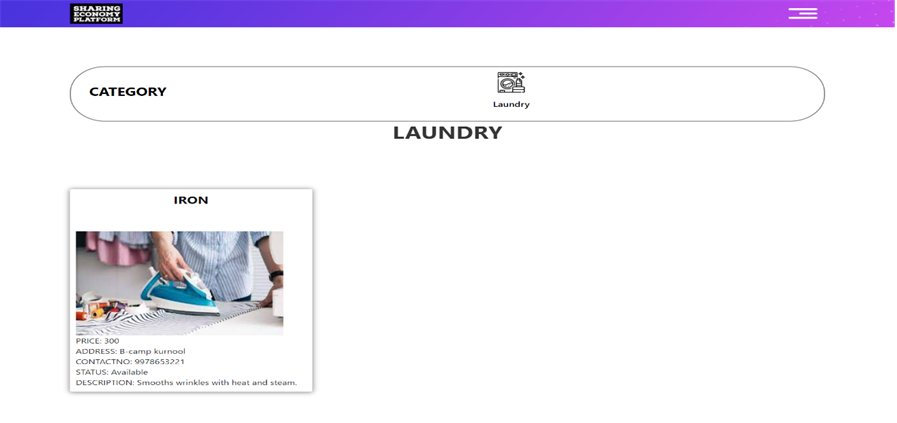 SHARING
ECONOMY
PLATFORM
CATEGORY
Laundry
LAUNDRY
IRON
PRICE: 300
ADDRESS: B-camp kurnool
CONTACTNO: 9978653221
STATUS: Available
DESCRIPTION: Smooths wrinkles with heat and steam.